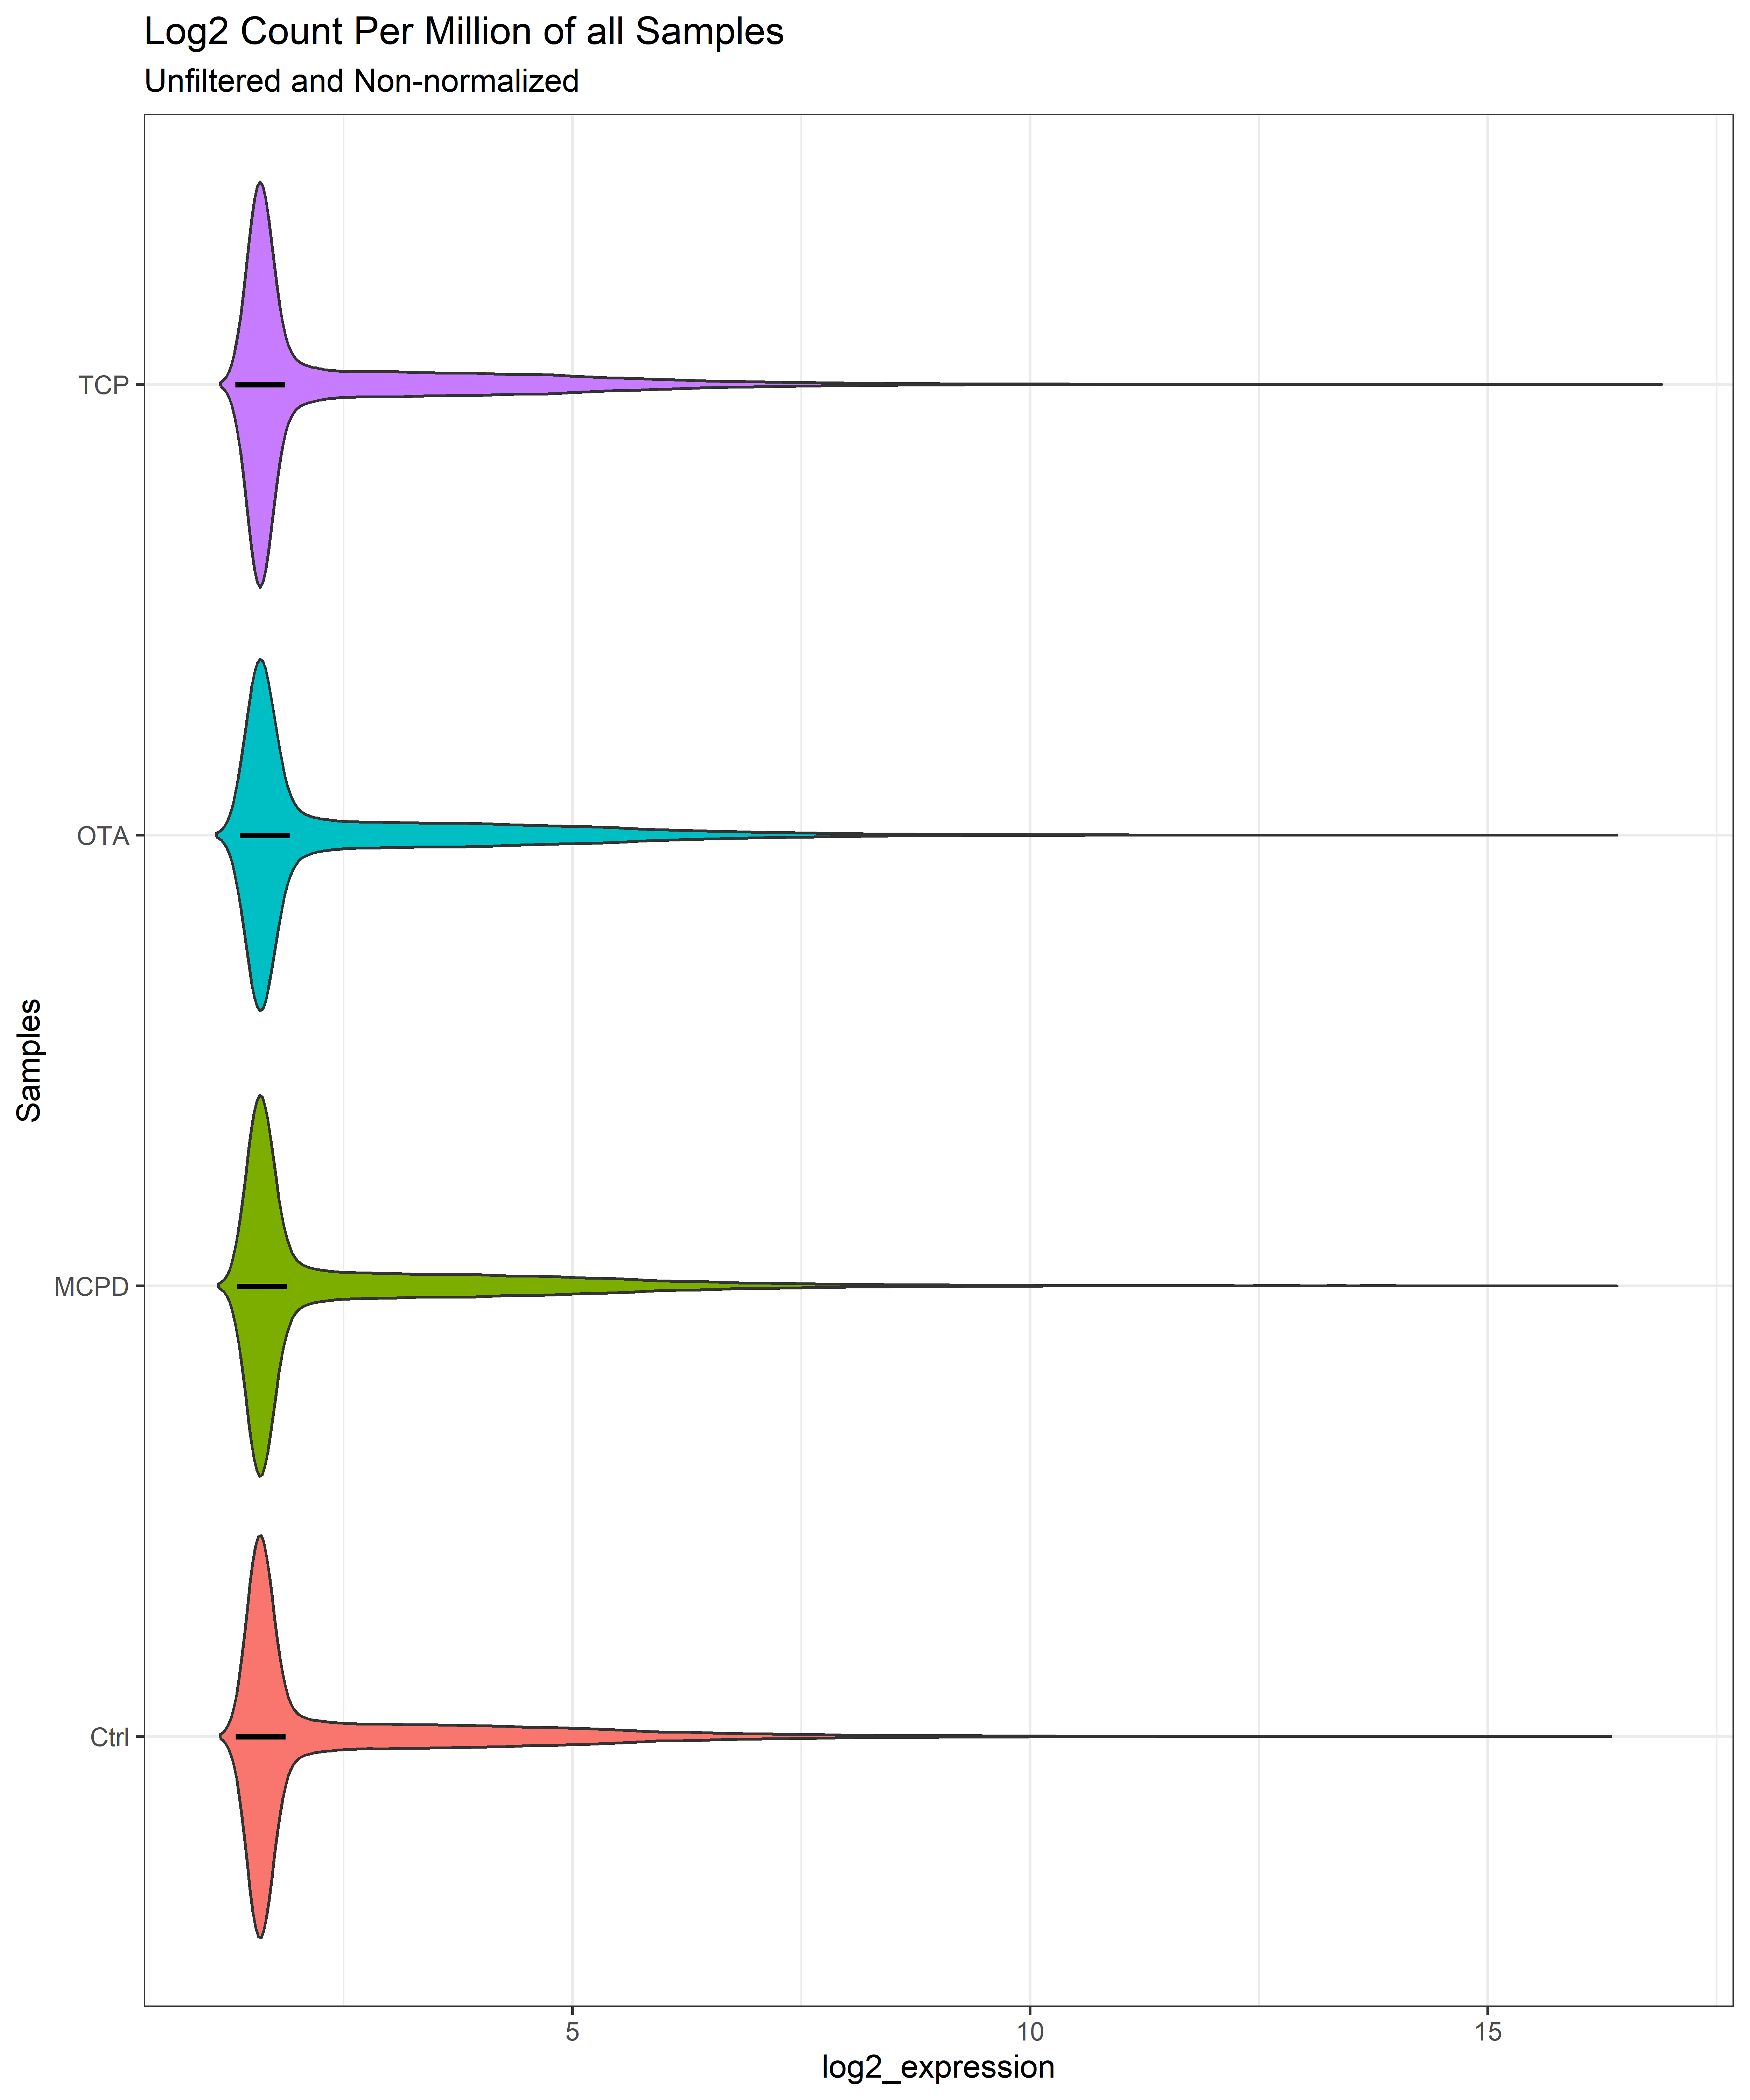 Log2 Count Per Million of all Samples
Unfiltered and Non-normalized
TCP
OTA
MCPD
Ctrl
Samples
5
10
15
log2_expression